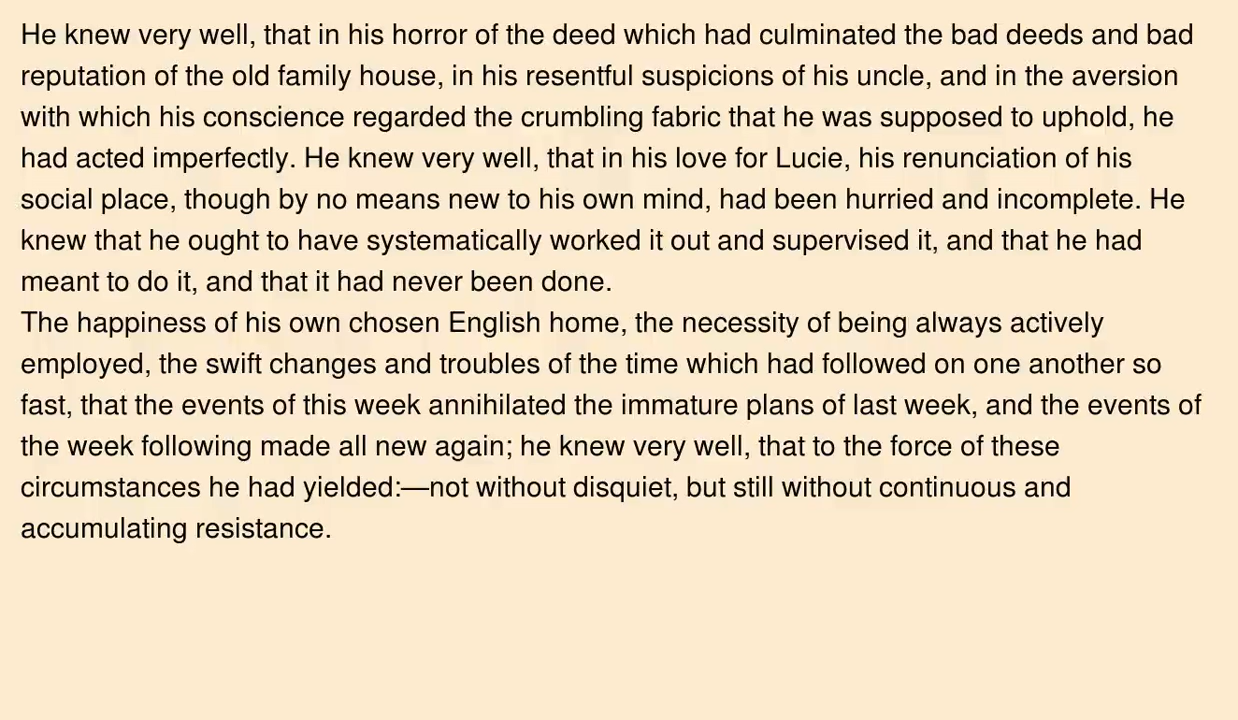 He knew very well, that in his horror of the deed which had culminated the bad deeds and bad
reputation of the old family house, in his resentful suspicions of his uncle, and in the aversion
with which his conscience regarded the crumbling fabric that he was supposed to uphold, he
had acted imperfectly. He knew very well, that in his love for Lucie, his renunciation of his
social place, though by no means new to his own mind, had been hurried and incomplete. He
knew that he ought to have systematically worked it out and supervised it, and that he had
meant to do it, and that it had never been done.
The happiness of his own chosen English home, the necessity of being always actively
employed, the swift changes and troubles of the time which had followed on one another so
fast, that the events of this week annihilated the immature plans of last week, and the events of
the week following made all new again; he knew very well, that to the force of these
circumstances he had yielded:—not without disquiet, but still without continuous and
accumulating resistance.